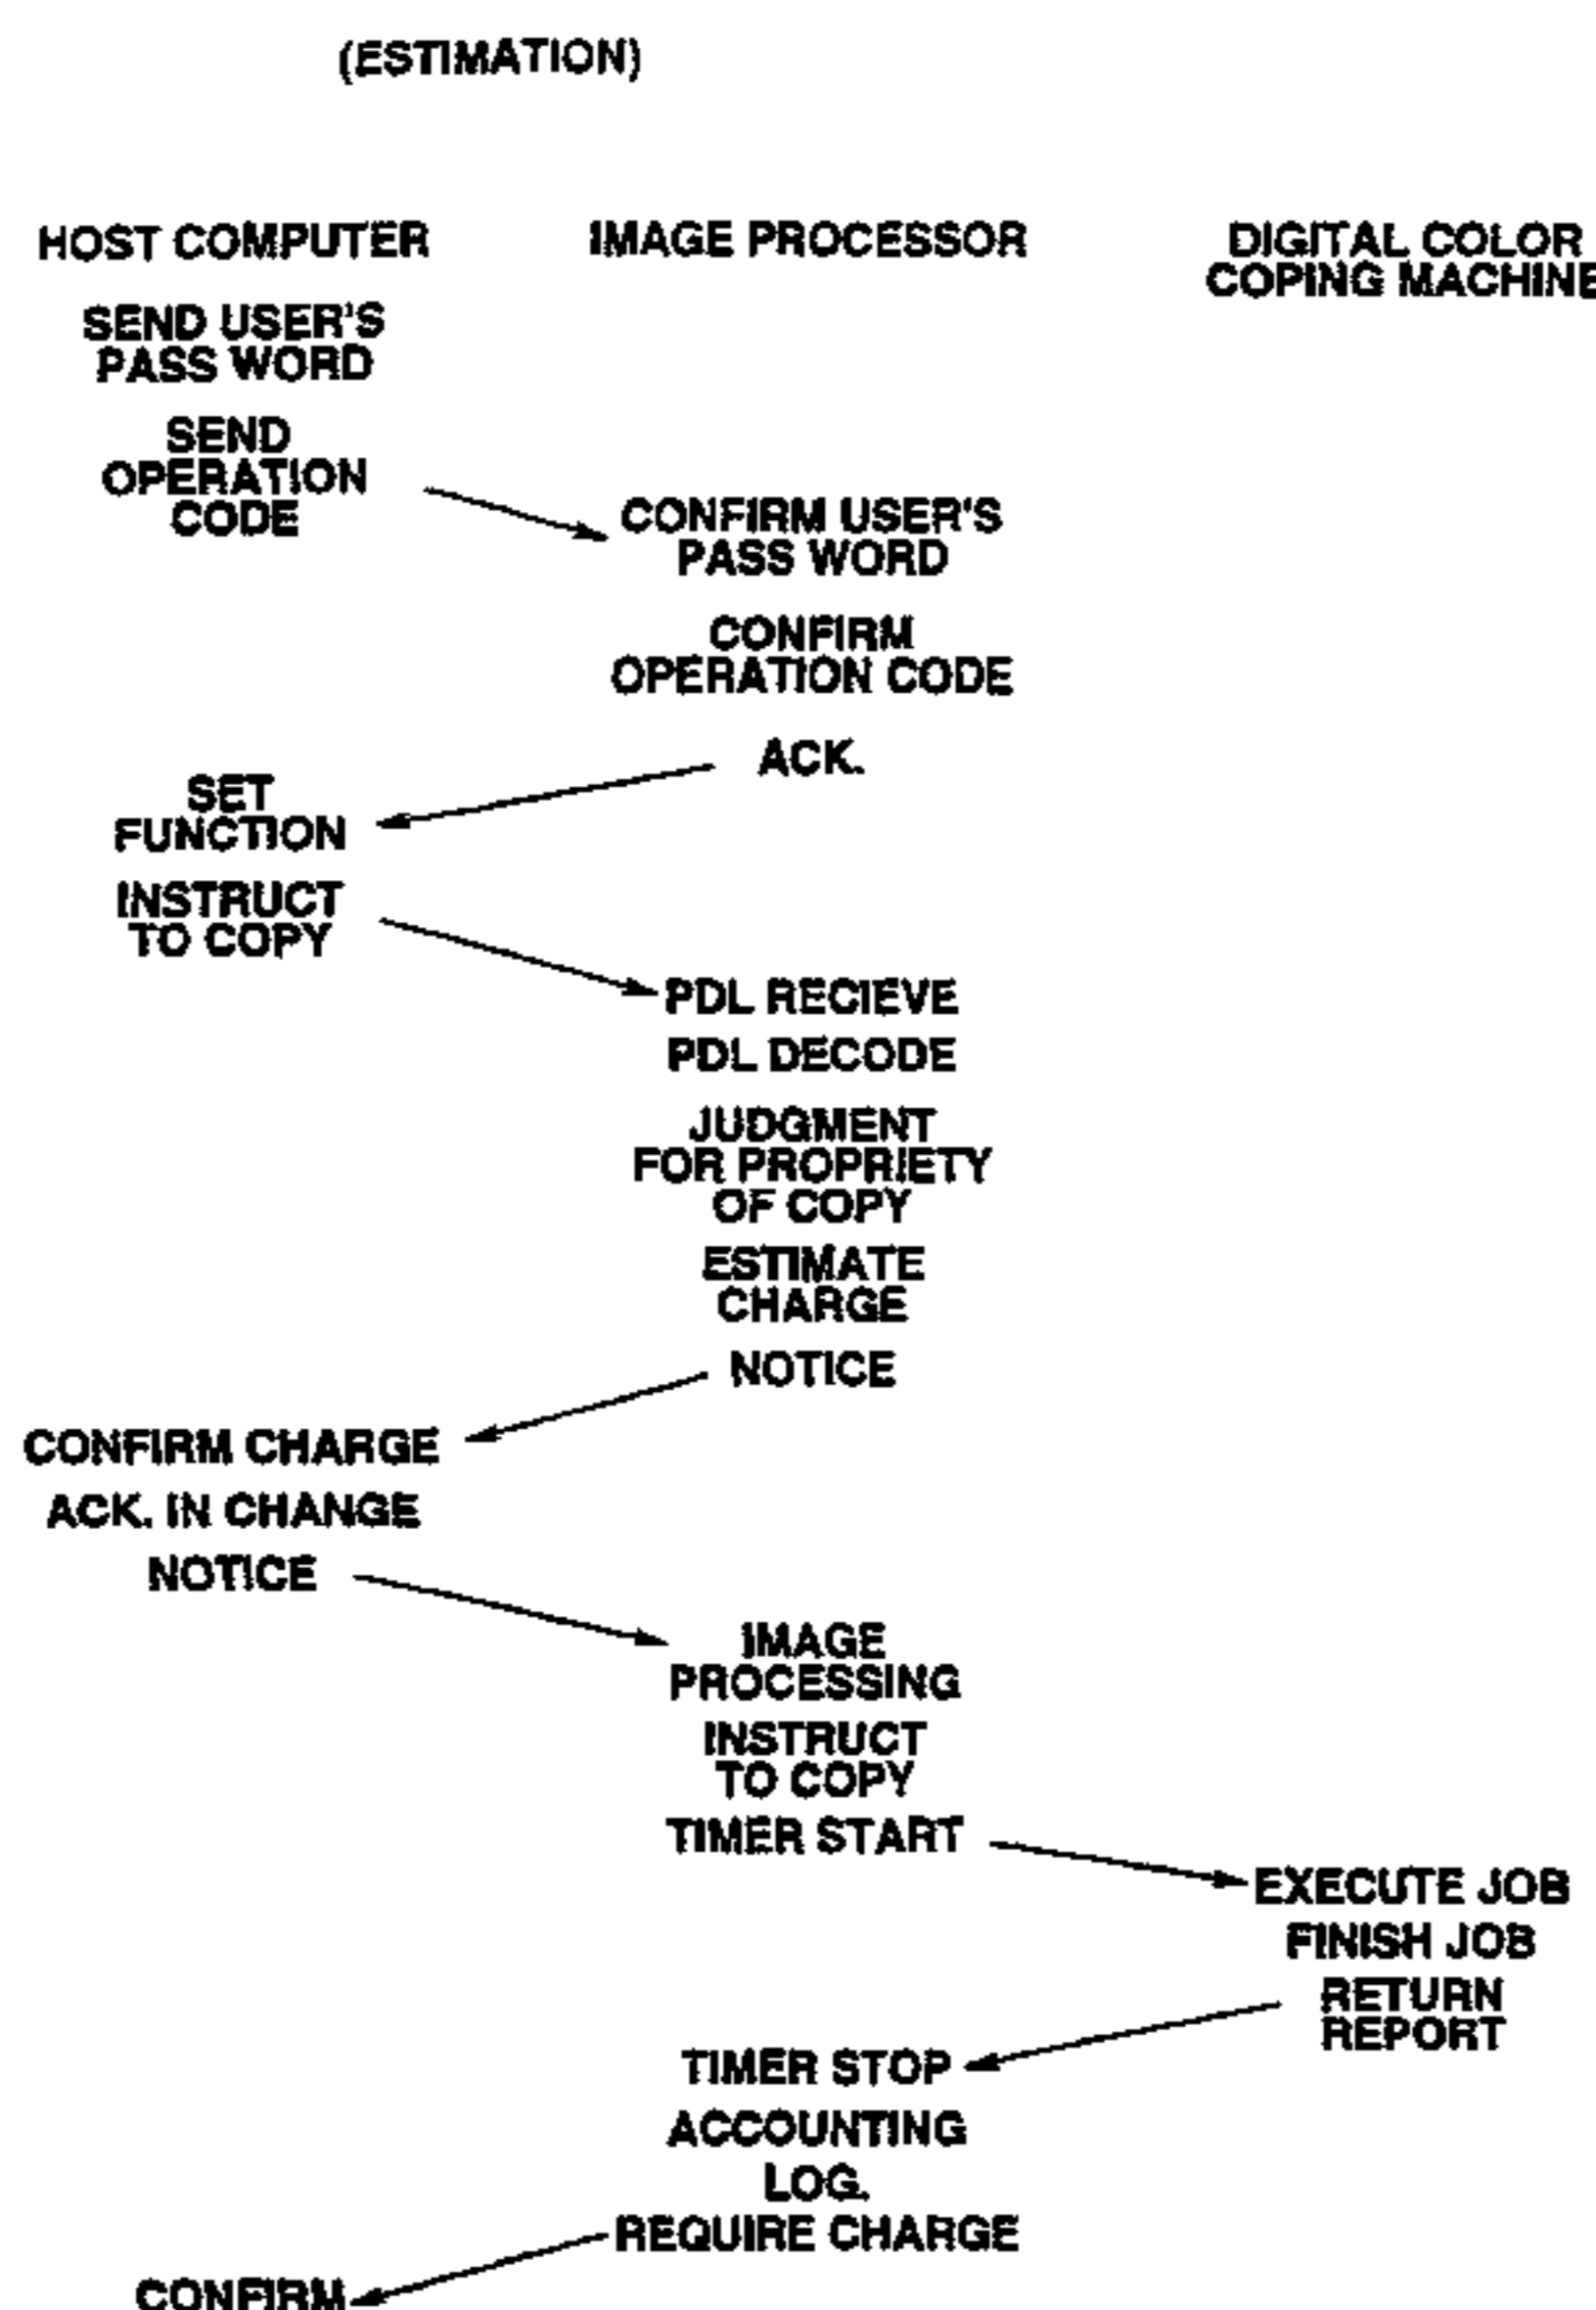 (ESTIMATION)
HOST COMPUTER
IMAGE PROCESSOR
DIGITAL COLOR
COPING MACHINE
SEND USER'S
PASS WORD
SEND
OPERATION
CODE
CONFIRM USER'S
PASS WORD
CONFIRM
OPERATION CODE
ACK.
SET
FUNCTION
INSTRUCT
TO COPY
PDL RECIEVE
PDL DECODE
JUDGMENT
FOR PROPRIETY
OF COPY
ESTIMATE
CHARGE
NOTICE
CONFIRM CHARGE
ACK. IN CHANGE
NOTICE
IMAGE
PROCESSING
INSTRUCT
TO COPY
TIMER START
EXECUTE JOB
FINISH JOB
RETURN
REPORT
TIMER STOP
ACCOUNTING
LOG.
REQUIRE CHARGE
CONFIRM